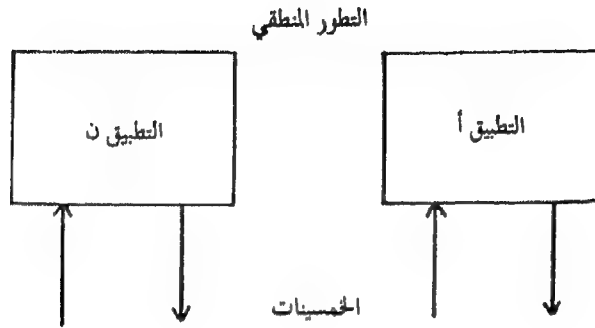 التطور المنطقي
التطبيق أ
التطبيق ن
الخمسينات